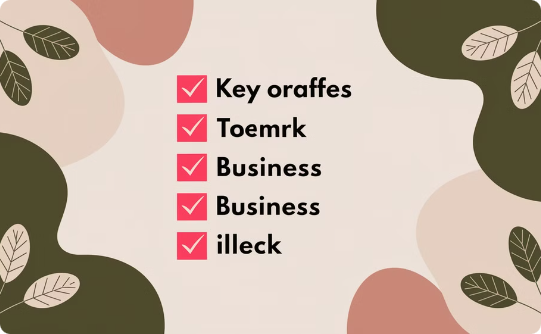 Key oraffes
Toemrk
Business
Business
illeck